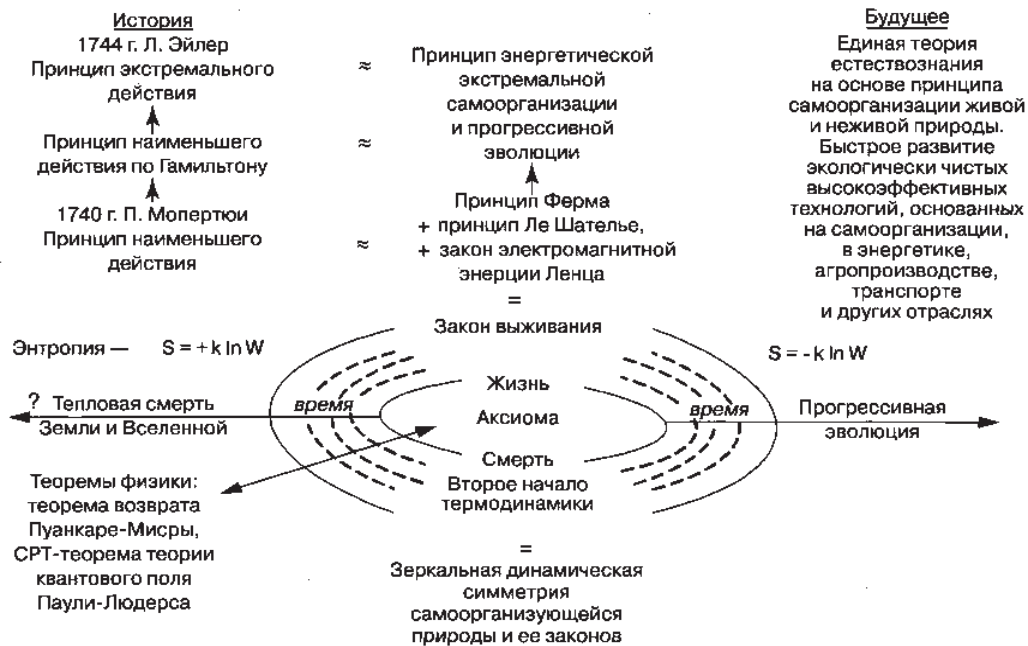 История
1744 г. Л. Эйлер
Принцип экстремального
действия
Принцип наименьшего
действия по Гамильтону
1740 г. П. Мопертюи
Принцип наименьшего
действия
≈
≈
≈
Принцип энергетической
экстремальной
самоорганизации
и прогрессивной
эволюции
Принцип Ферма
+ принцип Ле Шателье,
+ закон электромагнитной
энерции Ленца
=
Закон выживания
Будущее
Единая теория
естествознания
на основе принципа
самоорганизации живой
и неживой природы.
Быстрое развитие
экологически чистых
высокоэффективных
технологий, основанных
на самоорганизации,
в энергетике,
агропроизводстве,
транспорте
и других отраслях
Энтропия — S = + k ln W
S = - k ln W
? Тепловая смерть
Земли и Вселенной
время
Жизнь
Аксиома
Смерть
Второе начало
термодинамики
время
Прогрессивная
эволюция
Теоремы физики:
теорема возврата
Пуанкаре-Мисры,
СРТ-теорема теории
квантового поля
Паули-Людерса
=
Зеркальная динамическая
симметрия
самоорганизующейся
природы и ее законов